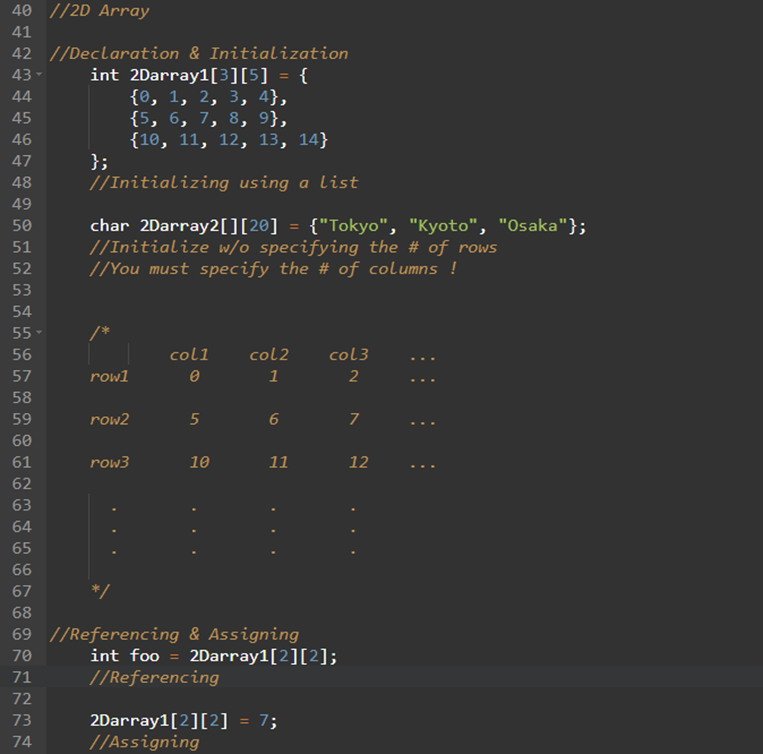 40 //2D Array
41
42 //Declaration & Initialization
43 int 2Darray1[3][5] = {
44 {0, 1, 2, 3, 4},
45 {5, 6, 7, 8, 9},
46 {10, 11, 12, 13, 14}
47 };
48 //Initializing using a list
49
50 char 2Darray2[][20] = {"Tokyo", "Kyoto", "Osaka"};
51 //Initialize w/o specifying the # of rows
52 //You must specify the # of columns !
53
54
55 /*
56 col1 col2 col3 ...
57 row1 0 1 2 ...
58
59 row2 5 6 7 ...
60
61 row3 10 11 12 ...
62
63 . . . .
64 . . . .
65 . . . .
66
67 */
68
69 //Referencing & Assigning
70 int foo = 2Darray1[2][2];
71 //Referencing
72
73 2Darray1[2][2] = 7;
74 //Assigning